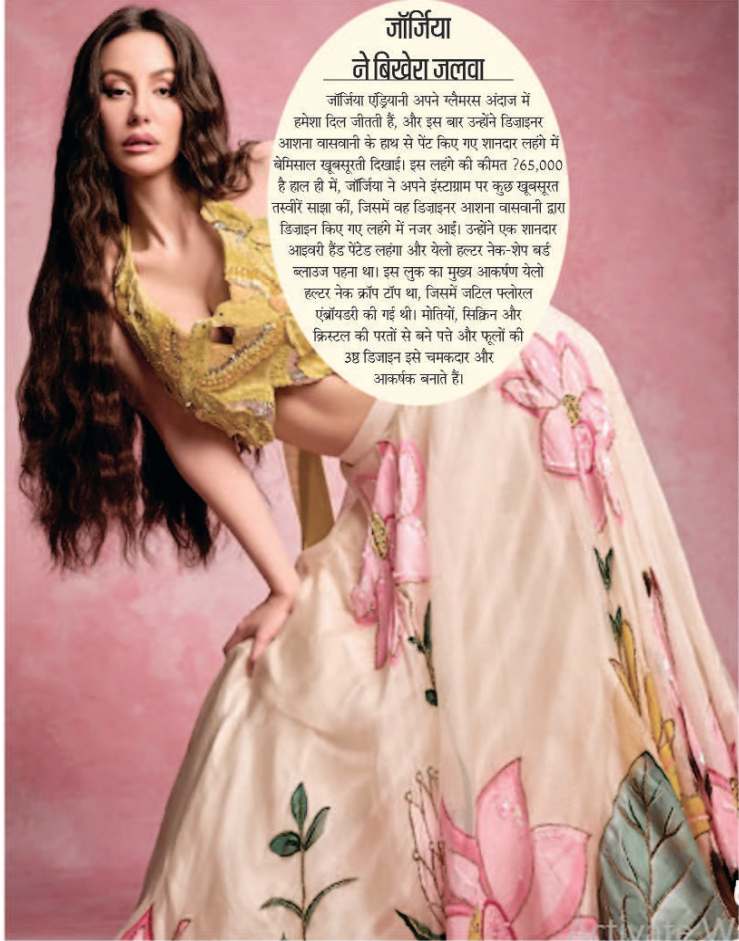 जॉर्जिया
ने बिखेरा जलवा
जॉर्जिया एंड्रियानी अपने ग्लैमरस अंदाज में
हमेशा दिल जीतती हैं, और इस बार उन्होंने डिज़ाइनर
आशना वासवानी के हाथ से पेंट किए गए शानदार लहंगे में
बेमिसाल खूबसूरती दिखाई। इस लहंगे की कीमत ?65,000
है हाल ही में, जॉर्जिया ने अपने इंस्टाग्राम पर कुछ खूबसूरत
तस्वीरें साझा कीं, जिसमें वह डिज़ाइनर आशना वासवानी द्वारा
डिज़ाइन किए गए लहंगे में नजर आई। उन्होंने एक शानदार
आइवरी हैंड पेंटेड लहंगा और येलो हल्टर नेक-शेप बर्ड
ब्लाउज पहना था। इस लुक का मुख्य आकर्षण येलो
हल्टर नेक क्रॉप टॉप था, जिसमें जटिल फ्लोरल
एंब्रॉयडरी की गई थी। मोतियों, सिक्विन और
क्रिस्टल की परतों से बने पत्ते और फूलों की
3ष्ठ डिजाइन इसे चमकदार और
आकर्षक बनाते हैं।
Activate W